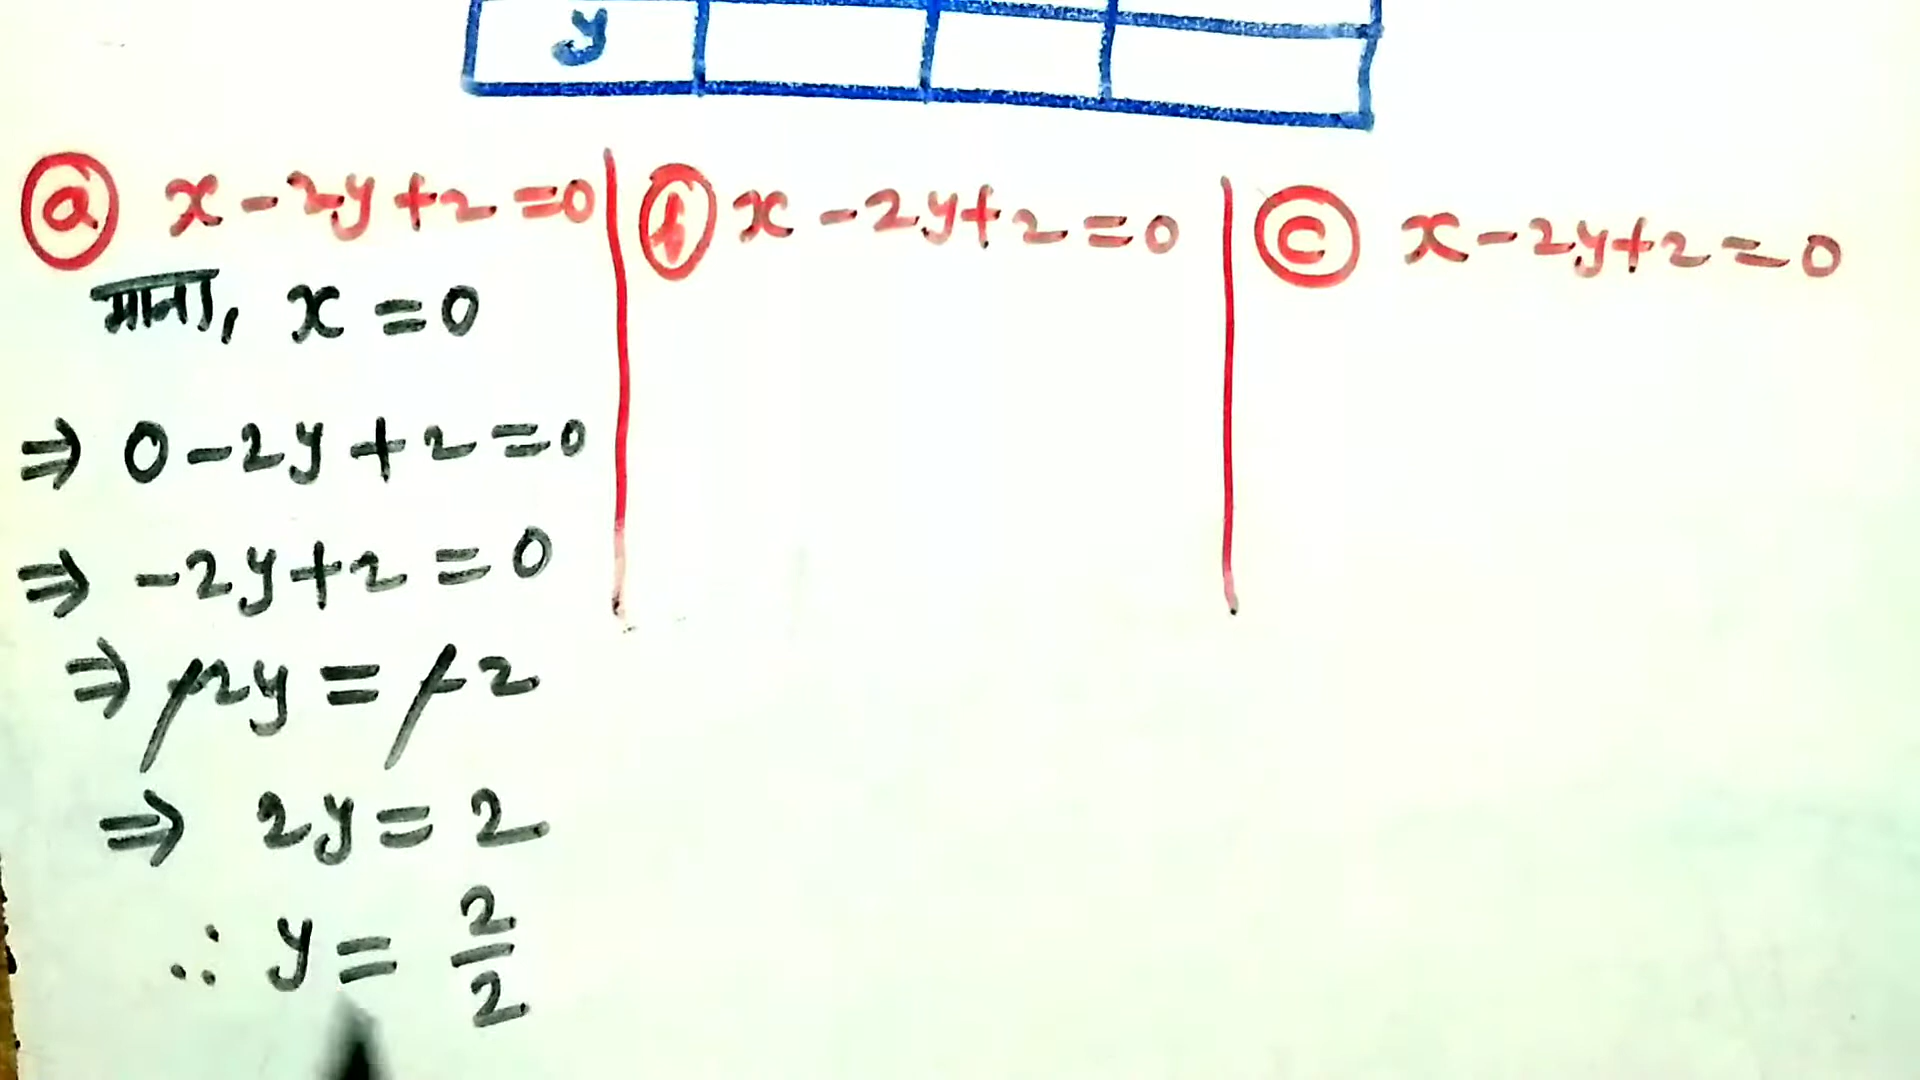 y
ⓐ x - 2y + 2 = 0
माना, x = 0
⇒ 0 - 2y + 2 = 0
⇒ -2y + 2 = 0
⇒ -2y = -2
⇒ 2y = 2
∴ y = 2/2
ⓑ x - 2y + 2 = 0
ⓒ x - 2y + 2 = 0